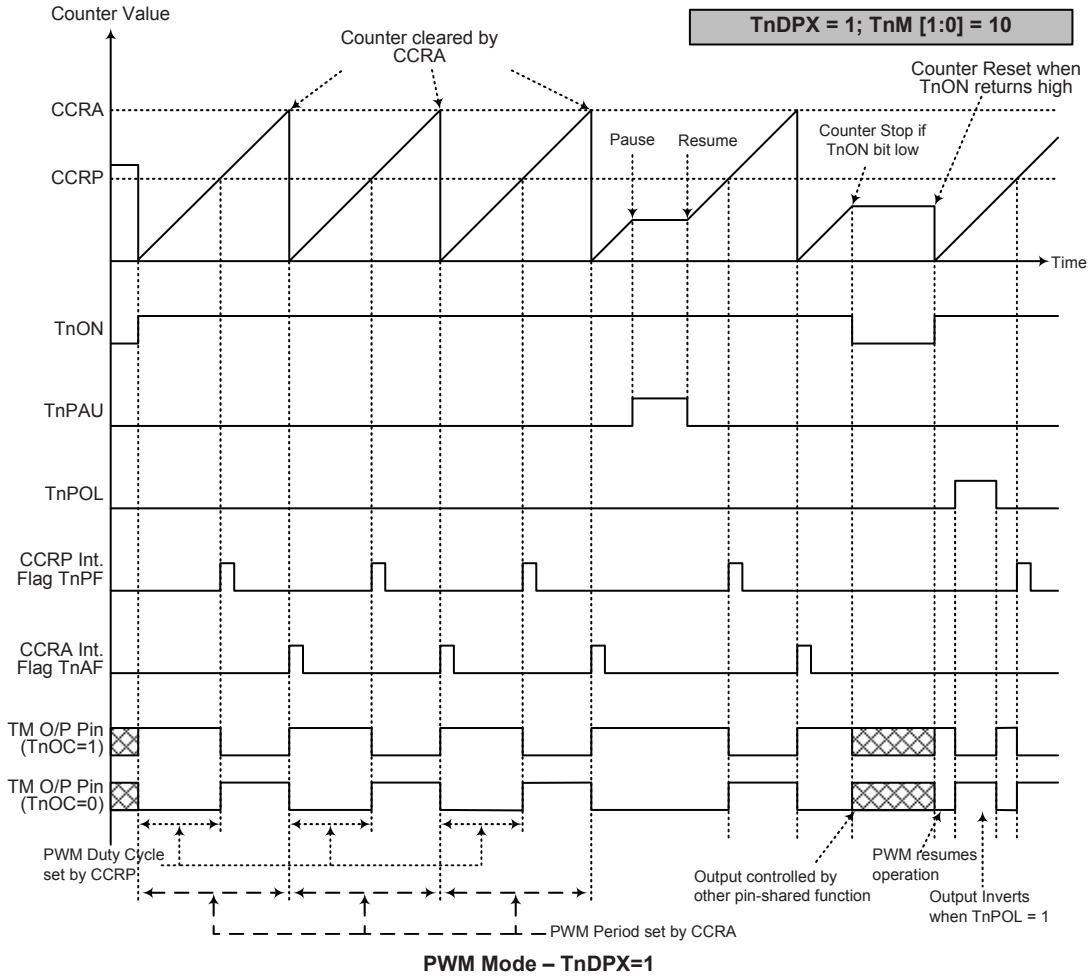 Counter Value
TnDPX = 1; TnM [1:0] = 10
Counter cleared by
CCRA
Counter Reset when
TnON returns high
CCRA
Pause
Resume
Counter Stop if
TnON bit low
CCRP
Time
TnON
TnPAU
TnPOL
CCRP Int.
Flag TnPF
CCRA Int.
Flag TnAF
TM O/P Pin
(TnOC=1)
TM O/P Pin
(TnOC=0)
PWM Duty Cycle
set by CCRP
Output controlled by
other pin-shared function
PWM resumes
operation
Output Inverts
when TnPOL = 1
PWM Period set by CCRA
PWM Mode – TnDPX=1